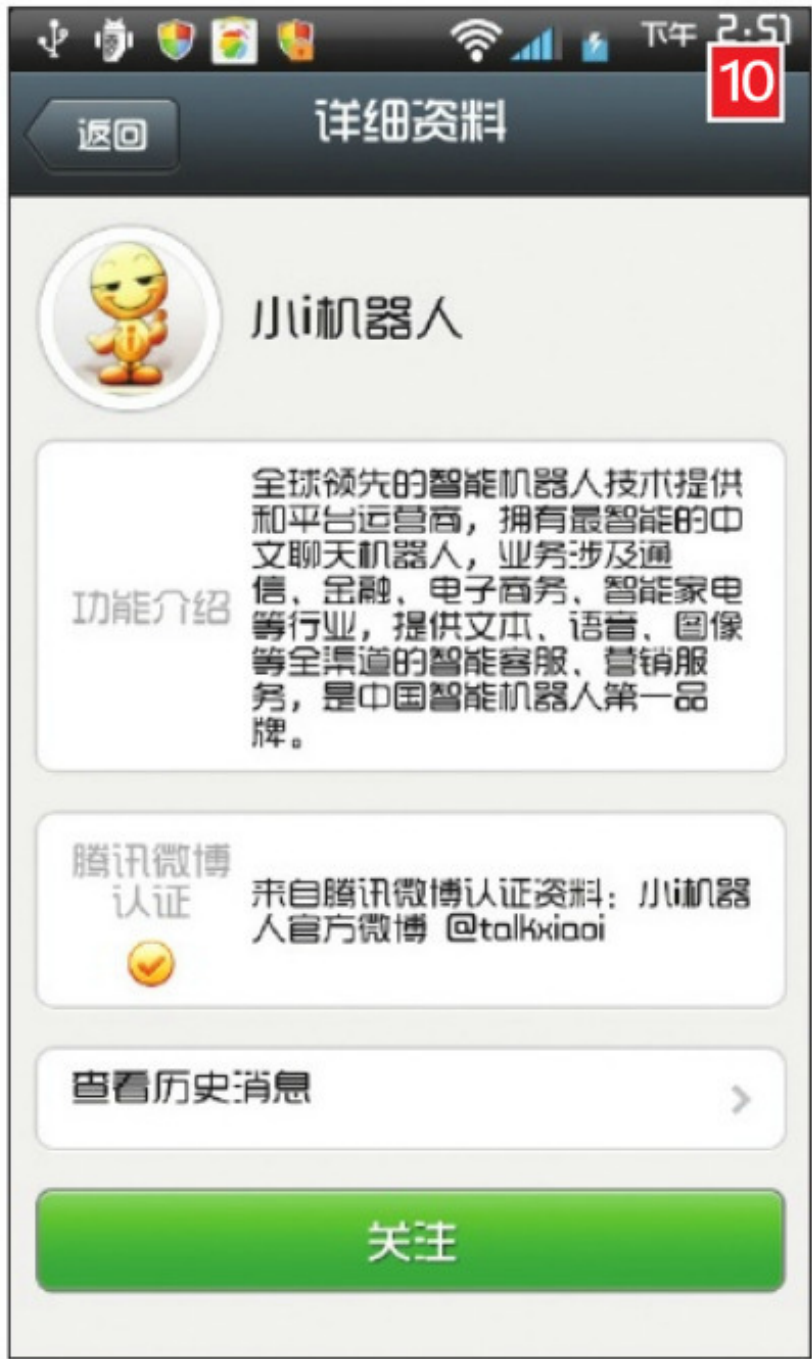 下午 2:51
10
返回
详细资料
小i机器人
全球领先的智能机器人技术提供
和平台运营商，拥有最智能的中
文聊天机器人，业务涉及通
信、金融、电子商务、智能家电
等行业，提供文本、语音、图像
等全渠道的智能客服、营销服
务，是中国智能机器人第一品
牌。
功能介绍
腾讯微博
认证
来自腾讯微博认证资料：小i机器
人官方微博 @talkxiaoi
查看历史消息
关注